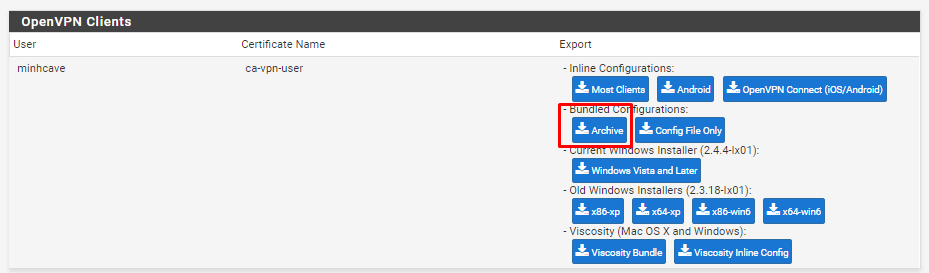 OpenVPN Clients
User Certificate Name Export
minhcave ca-vpn-user - Inline Configurations:
Most Clients Android OpenVPN Connect (iOS/Android)
- Bundled Configurations:
Archive Config File Only
- Current Windows Installer (2.4.4-Ix01):
Windows Vista and Later
- Old Windows Installers (2.3.18-Ix01):
x86-xp x64-xp x86-win6 x64-win6
- Viscosity (Mac OS X and Windows):
Viscosity Bundle Viscosity Inline Config